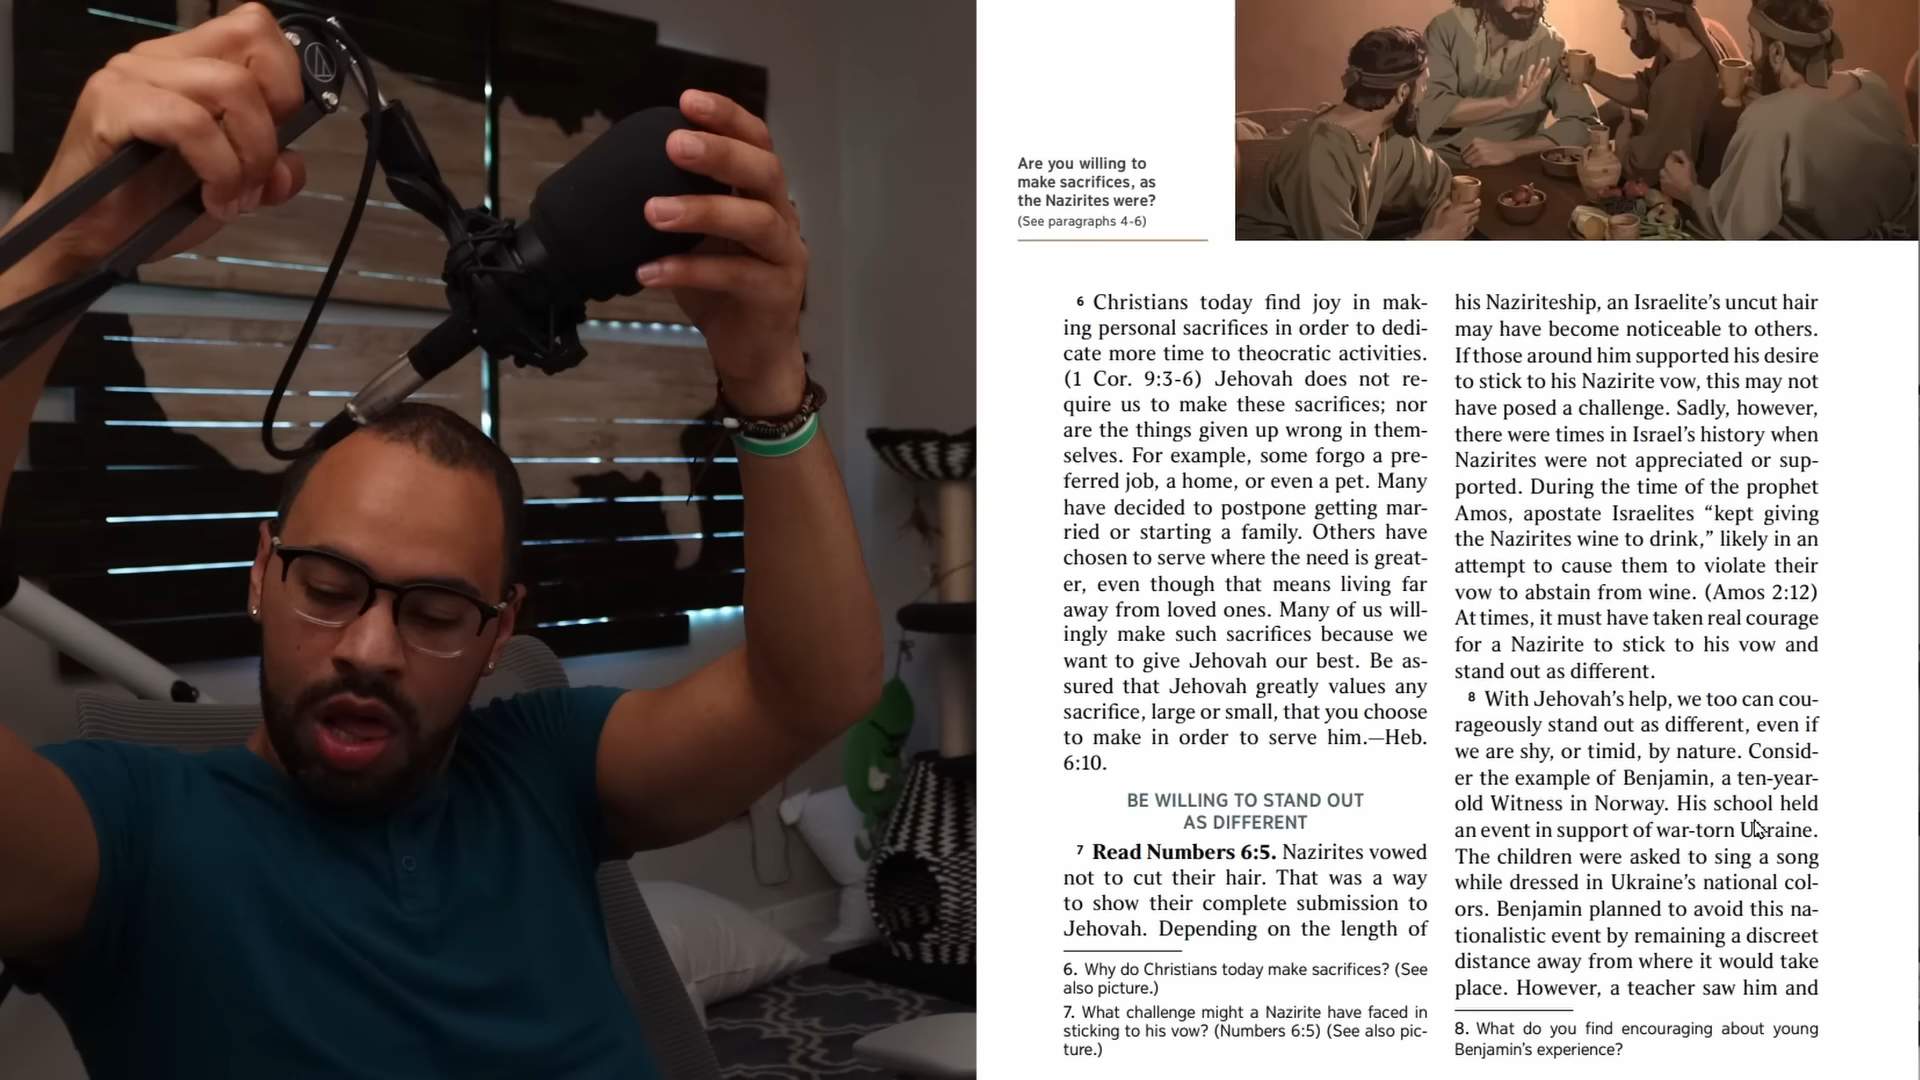 Are you willing to
make sacrifices, as
the Nazirites were?
(See paragraphs 4-6)
6 Christians today find joy in mak-
ing personal sacrifices in order to dedi-
cate more time to theocratic activities.
(1 Cor. 9:3-6) Jehovah does not re-
quire us to make these sacrifices; nor
are the things given up wrong in them-
selves. For example, some forgo a pre-
ferred job, a home, or even a pet. Many
have decided to postpone getting mar-
ried or starting a family. Others have
chosen to serve where the need is great-
er, even though that means living far
away from loved ones. Many of us will-
ingly make such sacrifices because we
want to give Jehovah our best. Be as-
sured that Jehovah greatly values any
sacrifice, large or small, that you choose
to make in order to serve him.—Heb.
6:10.
BE WILLING TO STAND OUT
AS DIFFERENT
7 Read Numbers 6:5. Nazirites vowed
not to cut their hair. That was a way
to show their complete submission to
Jehovah. Depending on the length of
6. Why do Christians today make sacrifices? (See
also picture.)
7. What challenge might a Nazirite have faced in
sticking to his vow? (Numbers 6:5) (See also pic-
ture.)
his Naziriteship, an Israelite's uncut hair
may have become noticeable to others.
If those around him supported his desire
to stick to his Nazirite vow, this may not
have posed a challenge. Sadly, however,
there were times in Israel's history when
Nazirites were not appreciated or sup-
ported. During the time of the prophet
Amos, apostate Israelites “kept giving
the Nazirites wine to drink,” likely in an
attempt to cause them to violate their
vow to abstain from wine. (Amos 2:12)
At times, it must have taken real courage
for a Nazirite to stick to his vow and
stand out as different.
8 With Jehovah's help, we too can cou-
rageously stand out as different, even if
we are shy, or timid, by nature. Consid-
er the example of Benjamin, a ten-year-
old Witness in Norway. His school held
an event in support of war-torn Ukraine.
The children were asked to sing a song
while dressed in Ukraine's national col-
ors. Benjamin planned to avoid this na-
tionalistic event by remaining a discreet
distance away from where it would take
place. However, a teacher saw him and
8. What do you find encouraging about young
Benjamin's experience?